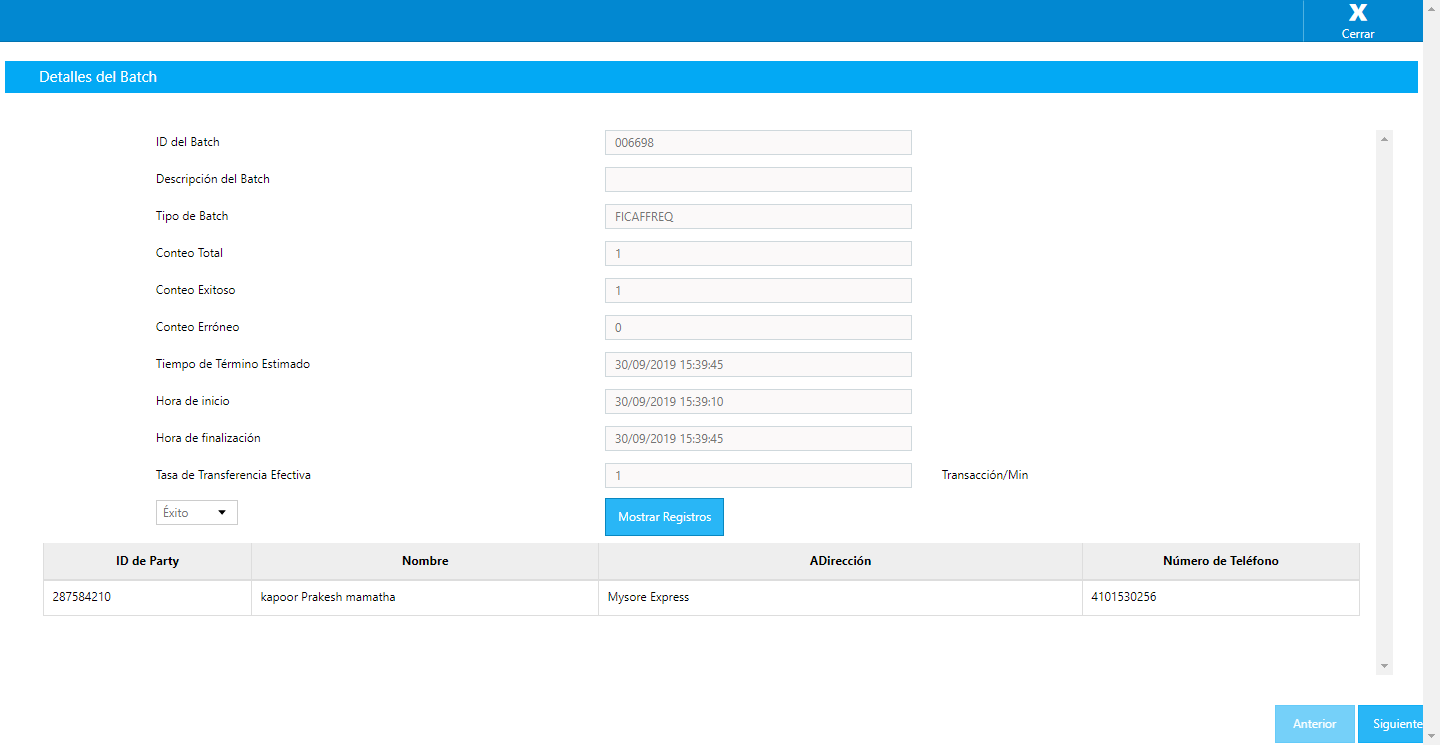 X
Cerrar
Detalles del Batch
ID del Batch 006698
Descripción del Batch
Tipo de Batch FICAFFREQ
Conteo Total 1
Conteo Exitoso 1
Conteo Erróneo 0
Tiempo de Término Estimado 30/09/2019 15:39:45
Hora de inicio 30/09/2019 15:39:10
Hora de finalización 30/09/2019 15:39:45
Tasa de Transferencia Efectiva 1 Transacción/Min
Éxito Mostrar Registros
ID de Party Nombre ADirección Número de Teléfono
287584210 kapoor Prakesh mamatha Mysore Express 4101530256
Anterior Siguiente